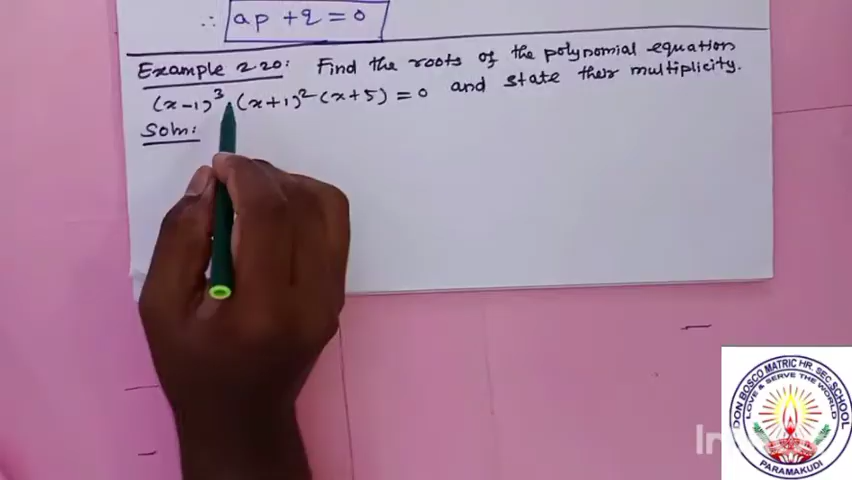 ∴ ap + q = 0
Example 2.20: Find the roots of the polynomial equation
(x-1)³ (x+1)² (x+5) = 0 and state their multiplicity.
Soln:
DON BOSCO MATRIC HR. SEC SCHOOL
LOVE & SERVE THE WORLD
PARAMAKUDI